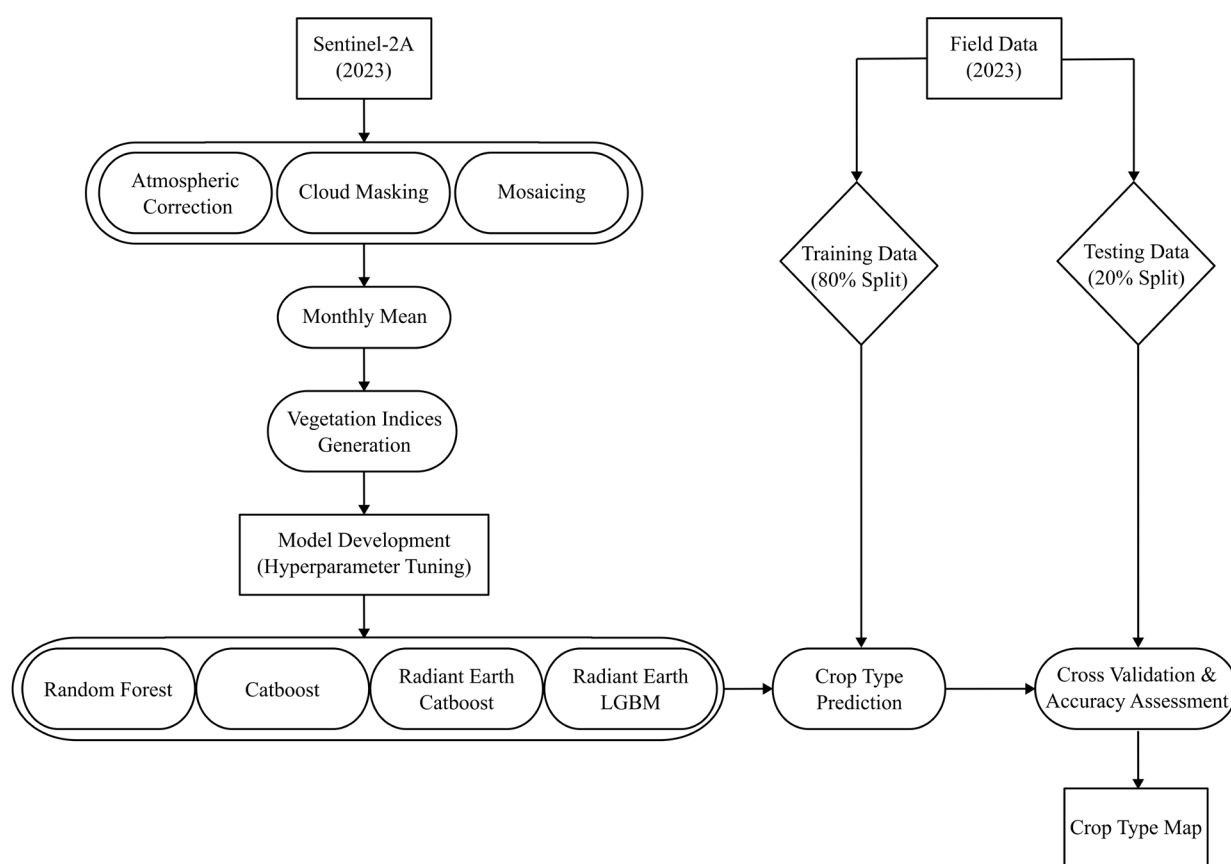 Sentinel-2A
(2023)
Field Data
(2023)
Atmospheric
Correction
Cloud Masking
Mosaicing
Training Data
(80% Split)
Testing Data
(20% Split)
Monthly Mean
Vegetation Indices
Generation
Model Development
(Hyperparameter Tuning)
Random Forest
Catboost
Radiant Earth
Catboost
Radiant Earth
LGBM
Crop Type
Prediction
Cross Validation &
Accuracy Assessment
Crop Type Map